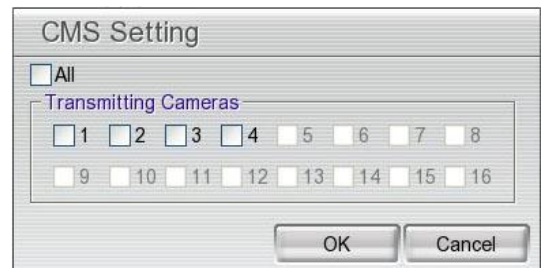 CMS Setting
All
Transmitting Cameras
1 2 3 4 5 6 7 8
9 10 11 12 13 14 15 16
OK Cancel